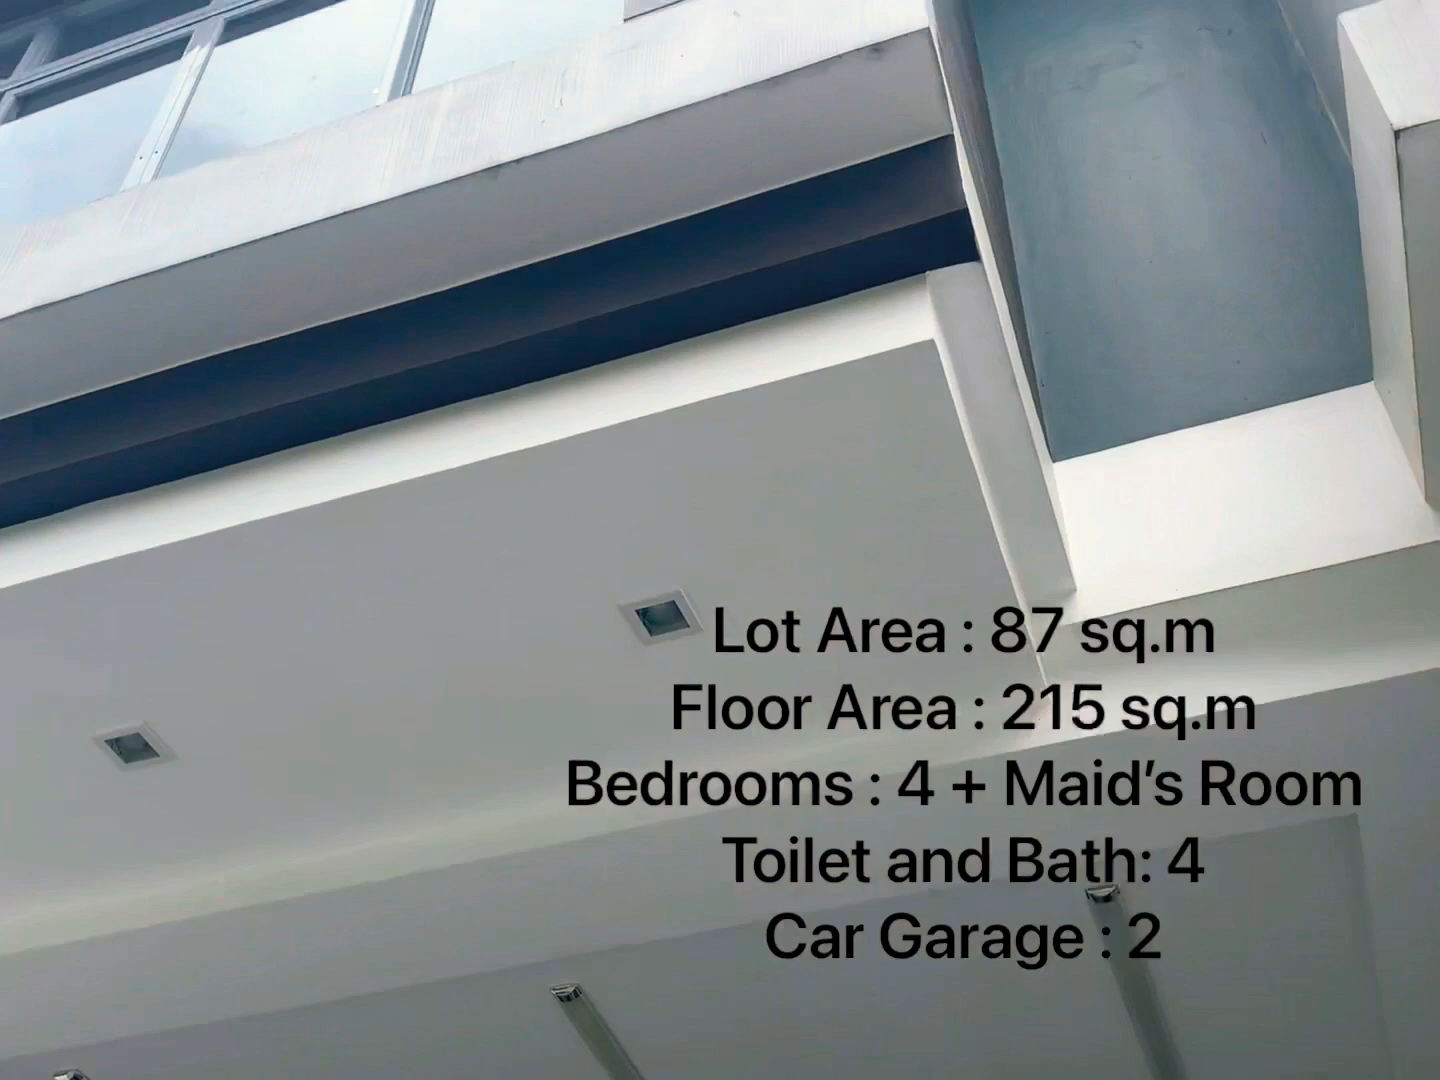 Lot Area : 87 sq.m
Floor Area : 215 sq.m
Bedrooms : 4 + Maid’s Room
Toilet and Bath: 4
Car Garage : 2